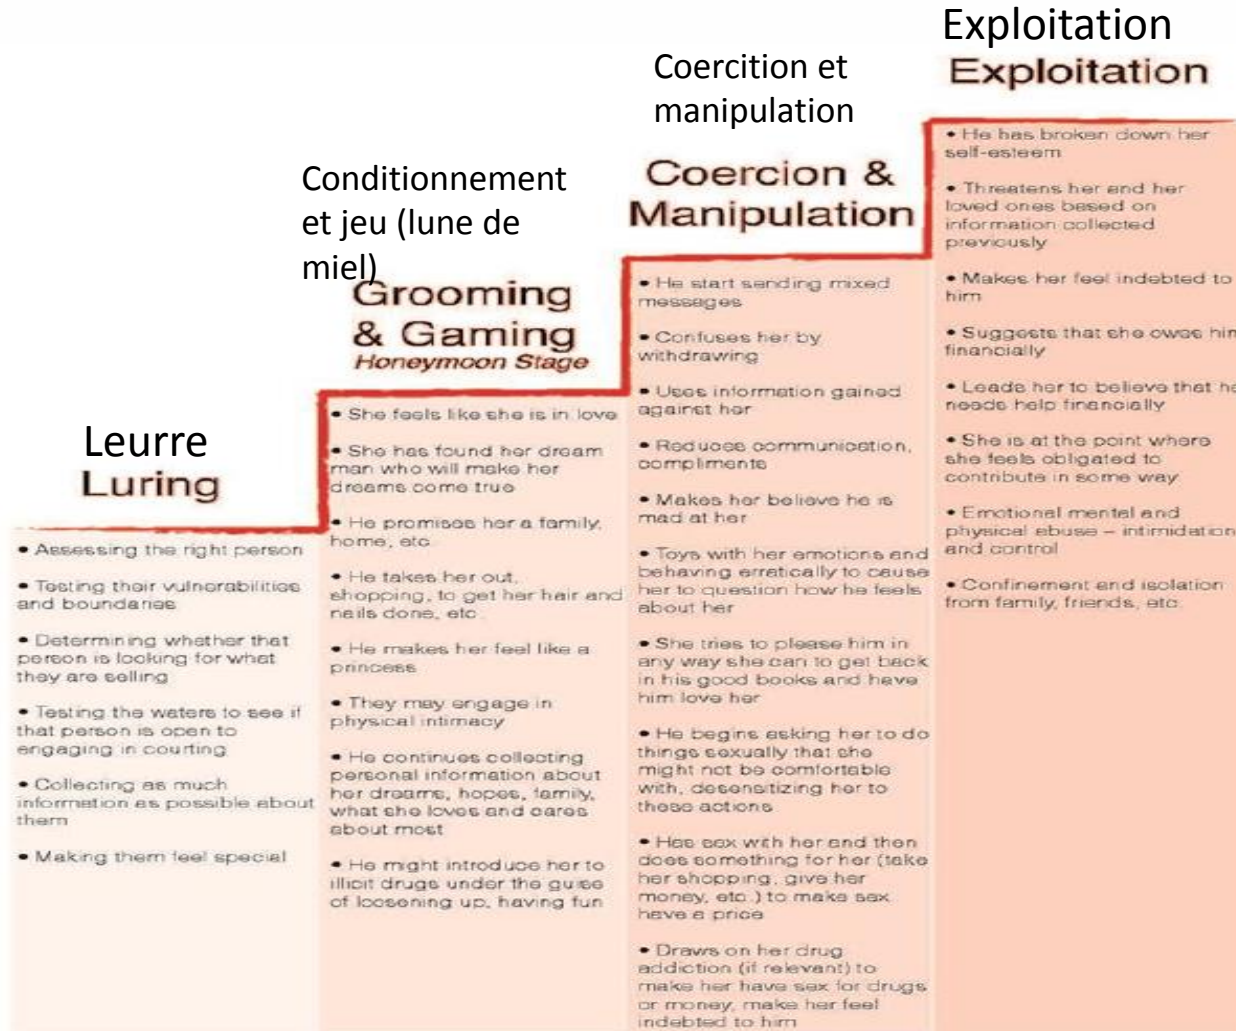 Leurre
Luring
• Assessing the right person
• Testing their vulnerabilities
and boundaries
• Determining whether that
person is looking for what
they are selling
• Testing the waters to see if
that person is open to
engaging in courting
• Collecting as much
information as possible about
them
• Making them feel special
Conditionnement
et jeu (lune de
miel)
Grooming
& Gaming
Honeymoon Stage
• She feels like she is in love
• She has found her dream
man who will make her
dreams come true
• He promises her a family,
home, etc
• He takes her out,
shopping, to get her hair and
nails done, etc.
• He makes her feel like a
princess
• They may engage in
physical intimacy
• He continues collecting
personal information about
her dreams, hopes, family,
what she loves and cares
about most
• He might introduce her to
illicit drugs under the guise
of loosening up, having fun
Coercition et
manipulation
Coercion &
Manipulation
• He start sending mixed
messages
• Confuses her by
withdrawing
• Uses information gained
against her
• Reduces communication,
compliments
• Makes her believe he is
mad at her
• Toys with her emotions and
behaving erratically to cause
her to question how he feels
about her
• She tries to please him in
any way she can to get back
in his good books and have
him love her
• He begins asking her to do
things sexually that she
might not be comfortable
with, desensitizing her to
these actions
• Has sex with her and then
does something for her (take
her shopping, give her
money, etc.) to make sex
have a price
• Draws on her drug
addiction (if relevant) to
make her have sex for drugs
or money, make her feel
indebted to him
Exploitation
Exploitation
• He has broken down her
self-esteem
• Threatens her and her
loved ones based on
information collected
previously
• Makes her feel indebted to
him
• Suggests that she owes him
financially
• Leads her to believe that he
needs help financially
• She is at the point where
she feels obligated to
contribute in some way
• Emotional mental and
physical abuse – intimidation
and control
• Confinement and isolation
from family, friends, etc.